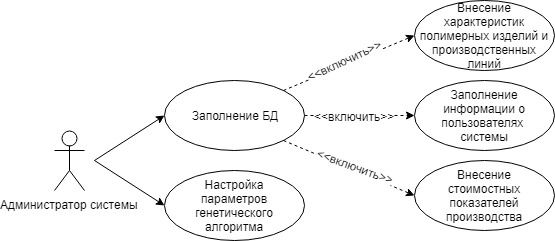 Внесение
характеристик
полимерных изделий и
производственных
линий
<<включить>>
Заполнение БД
<<включить>>
Заполнение
информации о
пользователях
системы
<<включить>>
Администратор системы
Настройка
параметров
генетического
алгоритма
Внесение
стоимостных
показателей
производства